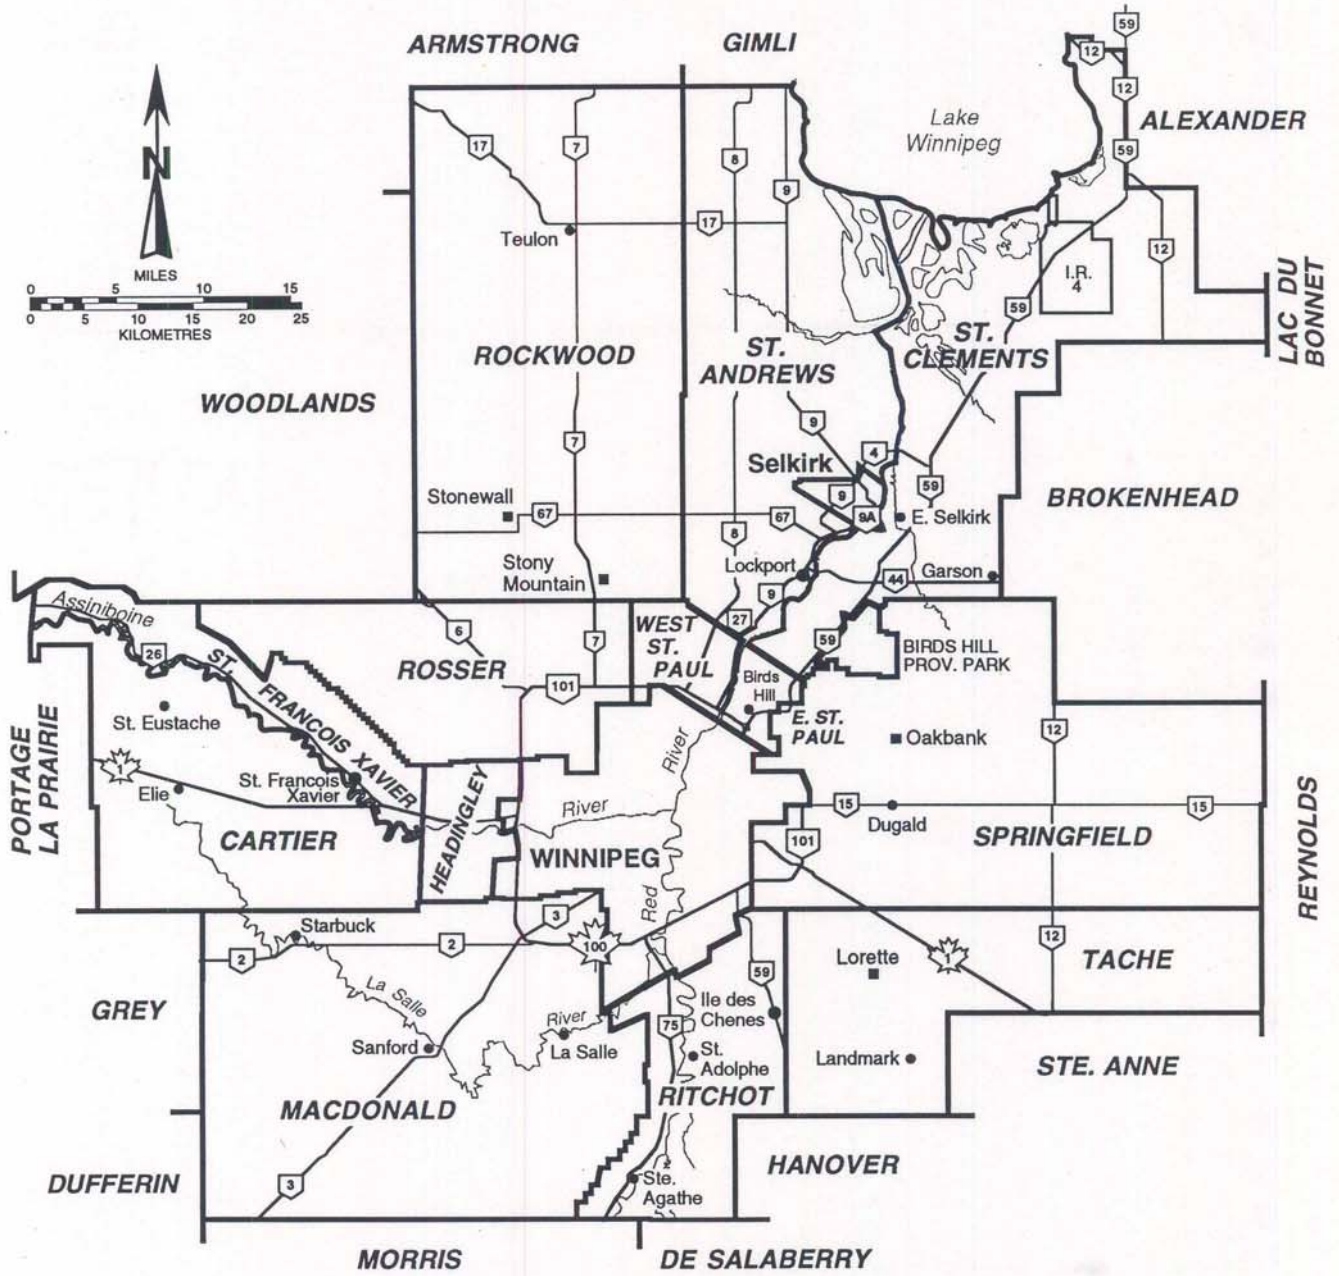 59
ARMSTRONG
GIMLI
12
12
ALEXANDER
Lake
Winnipeg
N
17
7
8
9
59
MILES
0 5 10 15
0 5 10 15 20 25
KILOMETRES
Teulon
17
12
I.R.
4
59
LAC DU
BONNET
ROCKWOOD
ST.
ANDREWS
ST.
CLEMENTS
WOODLANDS
7
9
4
Selkirk
59
9
BROKENHEAD
Stonewall
67
67
8
9A
E. Selkirk
Stony
Mountain
Lockport
44
Garson
9
Assiniboine
26
6
7
27
59
WEST
ST.
PAUL
BIRDS HILL
PROV. PARK
ROSSER
101
Birds
Hill
ST.
FRANCOIS
XAVIER
St. Eustache
E. ST.
PAUL
Oakbank
12
PORTAGE
LA PRAIRIE
1
Elie
St. Francois
Xavier
River
River
15
15
Dugald
REYNOLDS
CARTIER
HEADINGLEY
WINNIPEG
101
SPRINGFIELD
Red
Starbuck
3
2
2
100
12
1
Lorette
TACHE
59
GREY
La Salle
River
Ile des
Chenes
75
Sanford
La Salle
St.
Adolphe
Landmark
STE. ANNE
MACDONALD
RITCHOT
DUFFERIN
3
Ste.
Agathe
HANOVER
MORRIS
DE SALABERRY